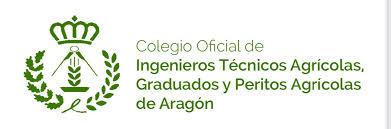 Colegio Oficial de
Ingenieros Técnicos Agrícolas,
Graduados y Peritos Agrícolas
de Aragón